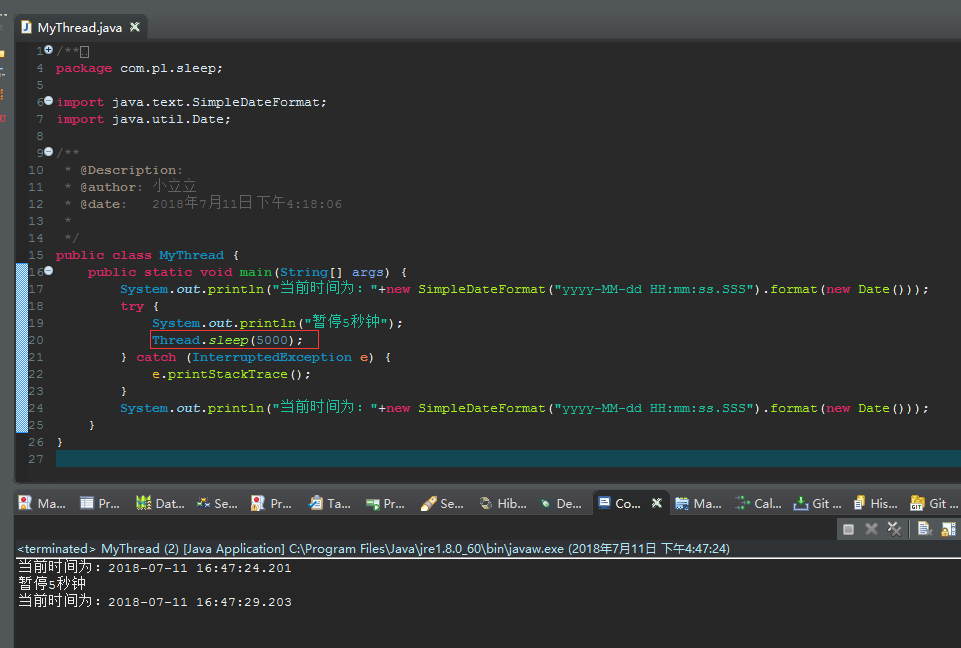 MyThread.java
1 /**
4 package com.pl.sleep;
5
6 import java.text.SimpleDateFormat;
7 import java.util.Date;
8
9 /**
10 * @Description:
11 * @author: 小立立
12 * @date: 2018年7月11日 下午4:18:06
13 *
14 */
15 public class MyThread {
16 public static void main(String[] args) {
17 System.out.println("当前时间为: "+new SimpleDateFormat("yyyy-MM-dd HH:mm:ss.SSS").format(new Date()));
18 try {
19 System.out.println("暂停5秒钟");
20 Thread.sleep(5000);
21 } catch (InterruptedException e) {
22 e.printStackTrace();
23 }
24 System.out.println("当前时间为: "+new SimpleDateFormat("yyyy-MM-dd HH:mm:ss.SSS").format(new Date()));
25 }
26 }
27
Ma... Pr... Dat... Se... Pr... Ta... Pr... Se... Hib... De... Co... Ma... Cal... Git ... His... Git ...
<terminated> MyThread (2) [Java Application] C:\Program Files\Java\jre1.8.0_60\bin\javaw.exe (2018年7月11日 下午4:47:24)
当前时间为: 2018-07-11 16:47:24.201
暂停5秒钟
当前时间为: 2018-07-11 16:47:29.203